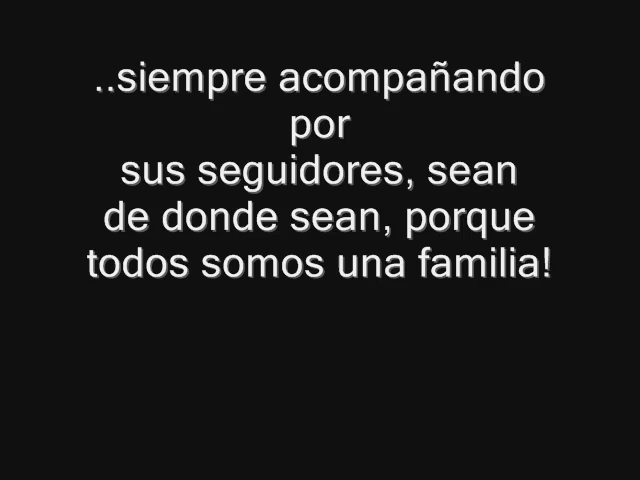 ..siempre acompañando
por
sus seguidores, sean
de donde sean, porque
todos somos una familia!